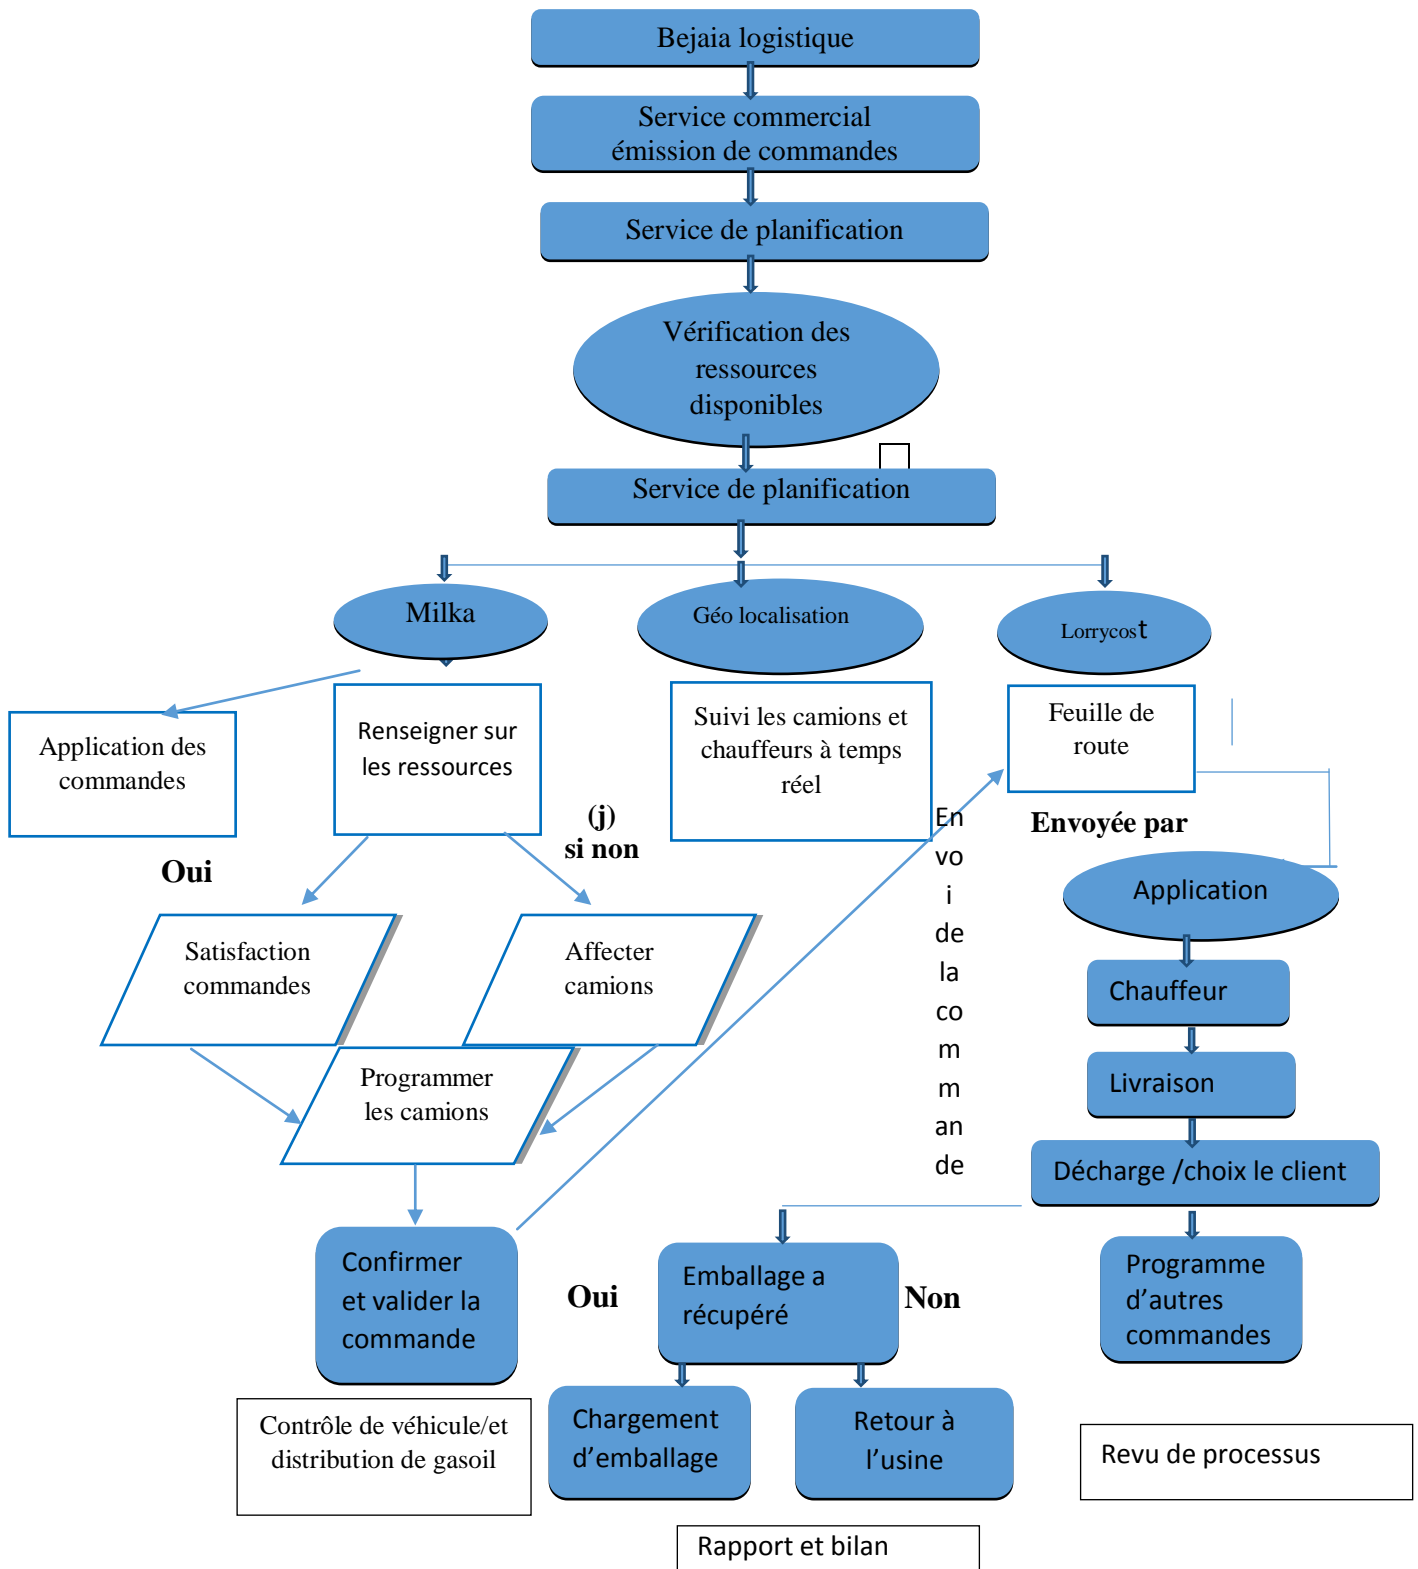 Bejaia logistique
Service commercial
émission de commandes
Service de planification
Vérification des
ressources
disponibles
Service de planification
Milka
Géo localisation
Lorrycost
Application des
commandes
Renseigner sur
les ressources
Suivi les camions et
chauffeurs à temps
réel
Feuille de
route
Oui
(j)
si non
En
vo
i
de
la
co
m
m
an
de
Envoyée par
Application
Satisfaction
commandes
Affecter
camions
Chauffeur
Programmer
les camions
Livraison
Décharge /choix le client
Confirmer
et valider la
commande
Oui
Emballage a
récupéré
Non
Programme
d’autres
commandes
Contrôle de véhicule/et
distribution de gasoil
Chargement
d’emballage
Retour à
l’usine
Revu de processus
Rapport et bilan